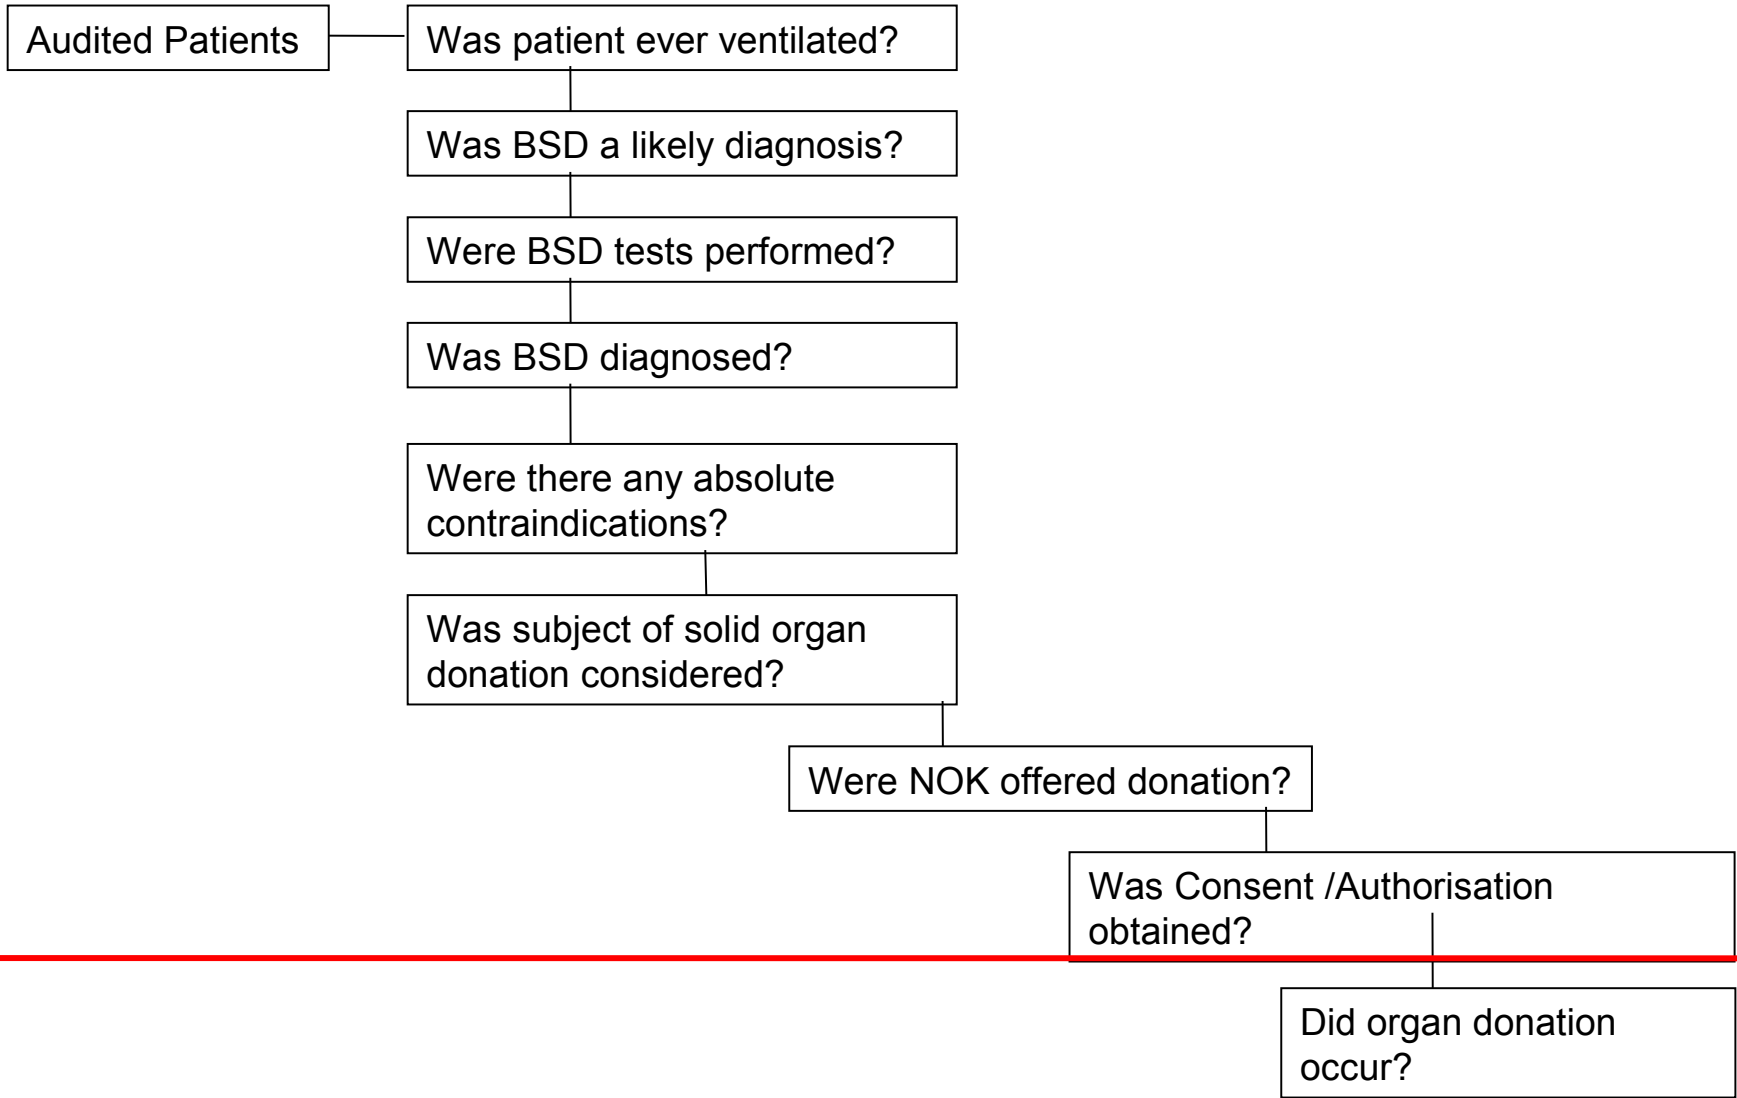 Audited Patients
Was patient ever ventilated?
Was BSD a likely diagnosis?
Were BSD tests performed?
Was BSD diagnosed?
Were there any absolute
contraindications?
Was subject of solid organ
donation considered?
Were NOK offered donation?
Was Consent /Authorisation
obtained?
Did organ donation
occur?